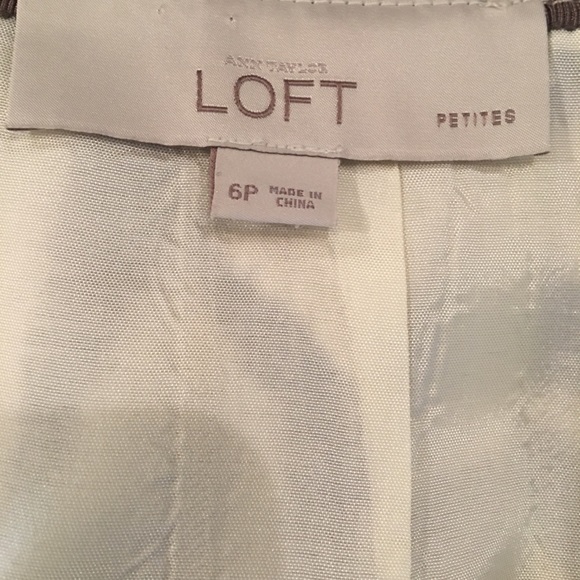 ANN TAYLOR
LOFT
PETITES
6P MADE IN
CHINA